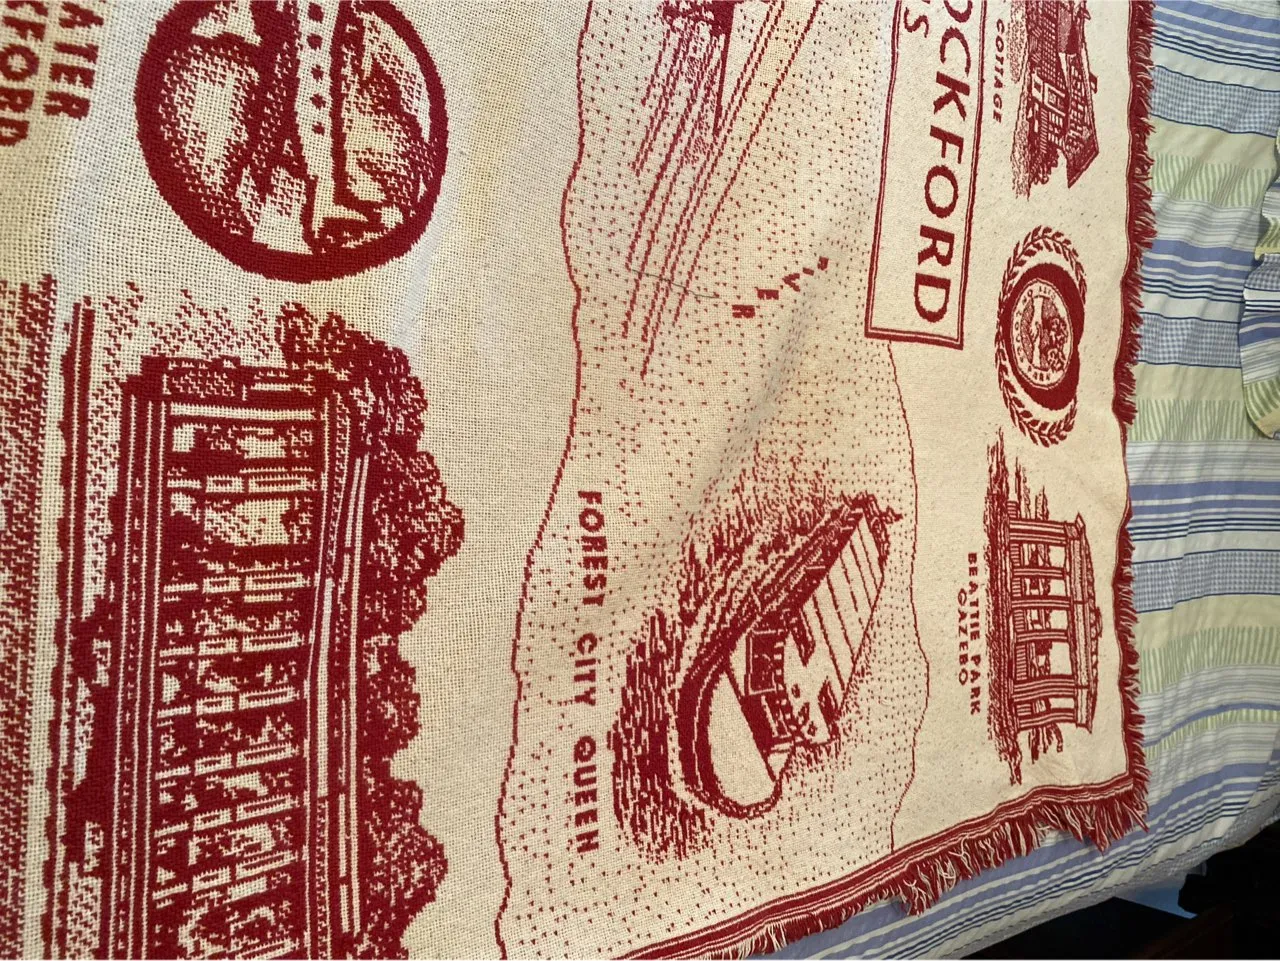 COTTAGE
OCKFORD
RIVER
BEATTIE PARK
GAZEBO
FOREST CITY QUEEN
ATER
KFORD